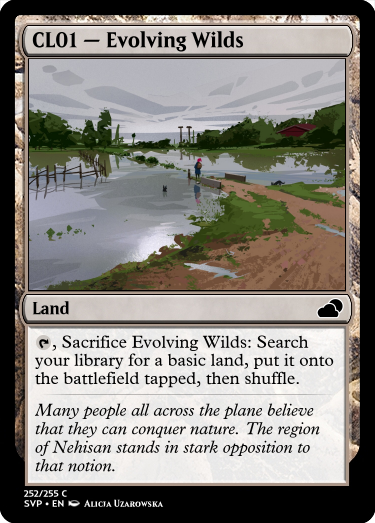 CL01 — Evolving Wilds
Land
, Sacrifice Evolving Wilds: Search
your library for a basic land, put it onto
the battlefield tapped, then shuffle.
Many people all across the plane believe
that they can conquer nature. The region
of Nehisan stands in stark opposition to
that notion.
252/255 C
SVP • EN Alicia Uzarowska